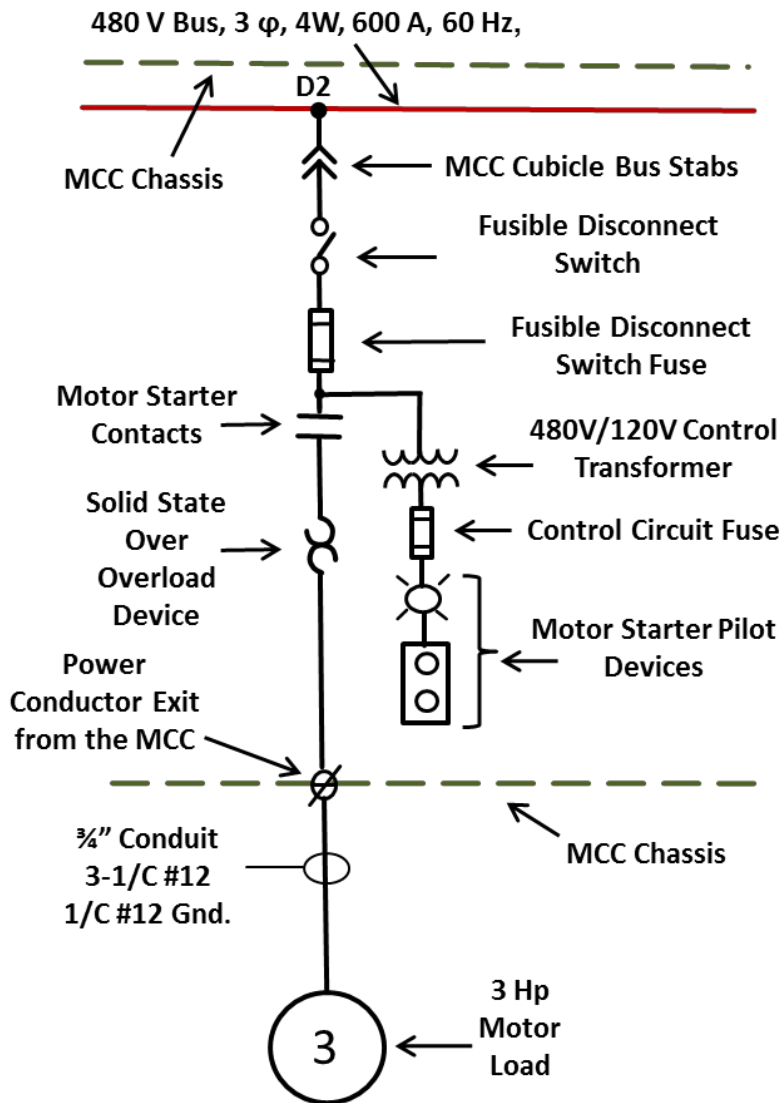 480 V Bus, 3 φ, 4W, 600 A, 60 Hz,
D2
MCC Chassis
MCC Cubicle Bus Stabs
Fusible Disconnect
Switch
Fusible Disconnect
Switch Fuse
Motor Starter
Contacts
480V/120V Control
Transformer
Solid State
Over
Overload
Device
Control Circuit Fuse
Motor Starter Pilot
Devices
Power
Conductor Exit
from the MCC
MCC Chassis
¾” Conduit
3-1/C #12
1/C #12 Gnd.
3 Hp
Motor
Load
3